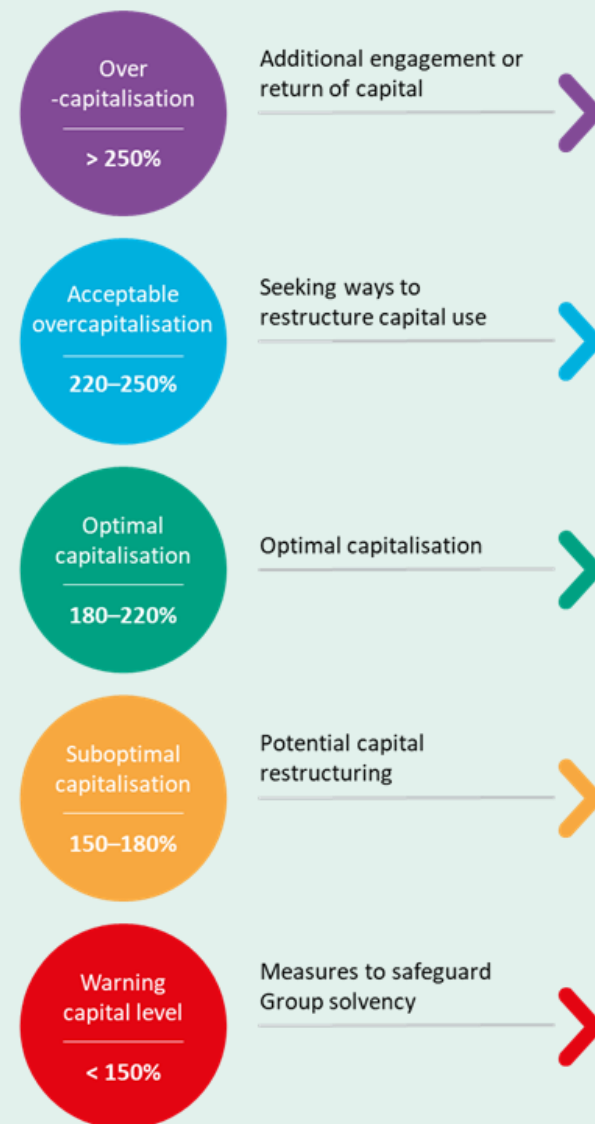 Over
-capitalisation
> 250%
Additional engagement or
return of capital
Acceptable
overcapitalisation
220–250%
Seeking ways to
restructure capital use
Optimal
capitalisation
180–220%
Optimal capitalisation
Suboptimal
capitalisation
150–180%
Potential capital
restructuring
Warning
capital level
< 150%
Measures to safeguard
Group solvency